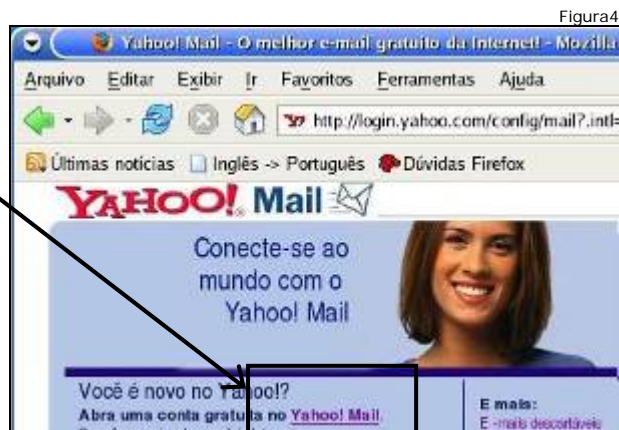 Figura4
Yahoo! Mail - O melhor e-mail gratuito da Internet! - Mozilla
Arquivo Editar Exibir Ir Favoritos Ferramentas Ajuda
http://login.yahoo.com/config/mail?.intl=
Últimas notícias Inglês -> Português Dúvidas Firefox
YAHOO! Mail
Conecte-se ao
mundo com o
Yahoo! Mail
Você é novo no Yahoo!?
Abra uma conta gratuita no Yahoo! Mail.
E mais:
E-mails descartáveis